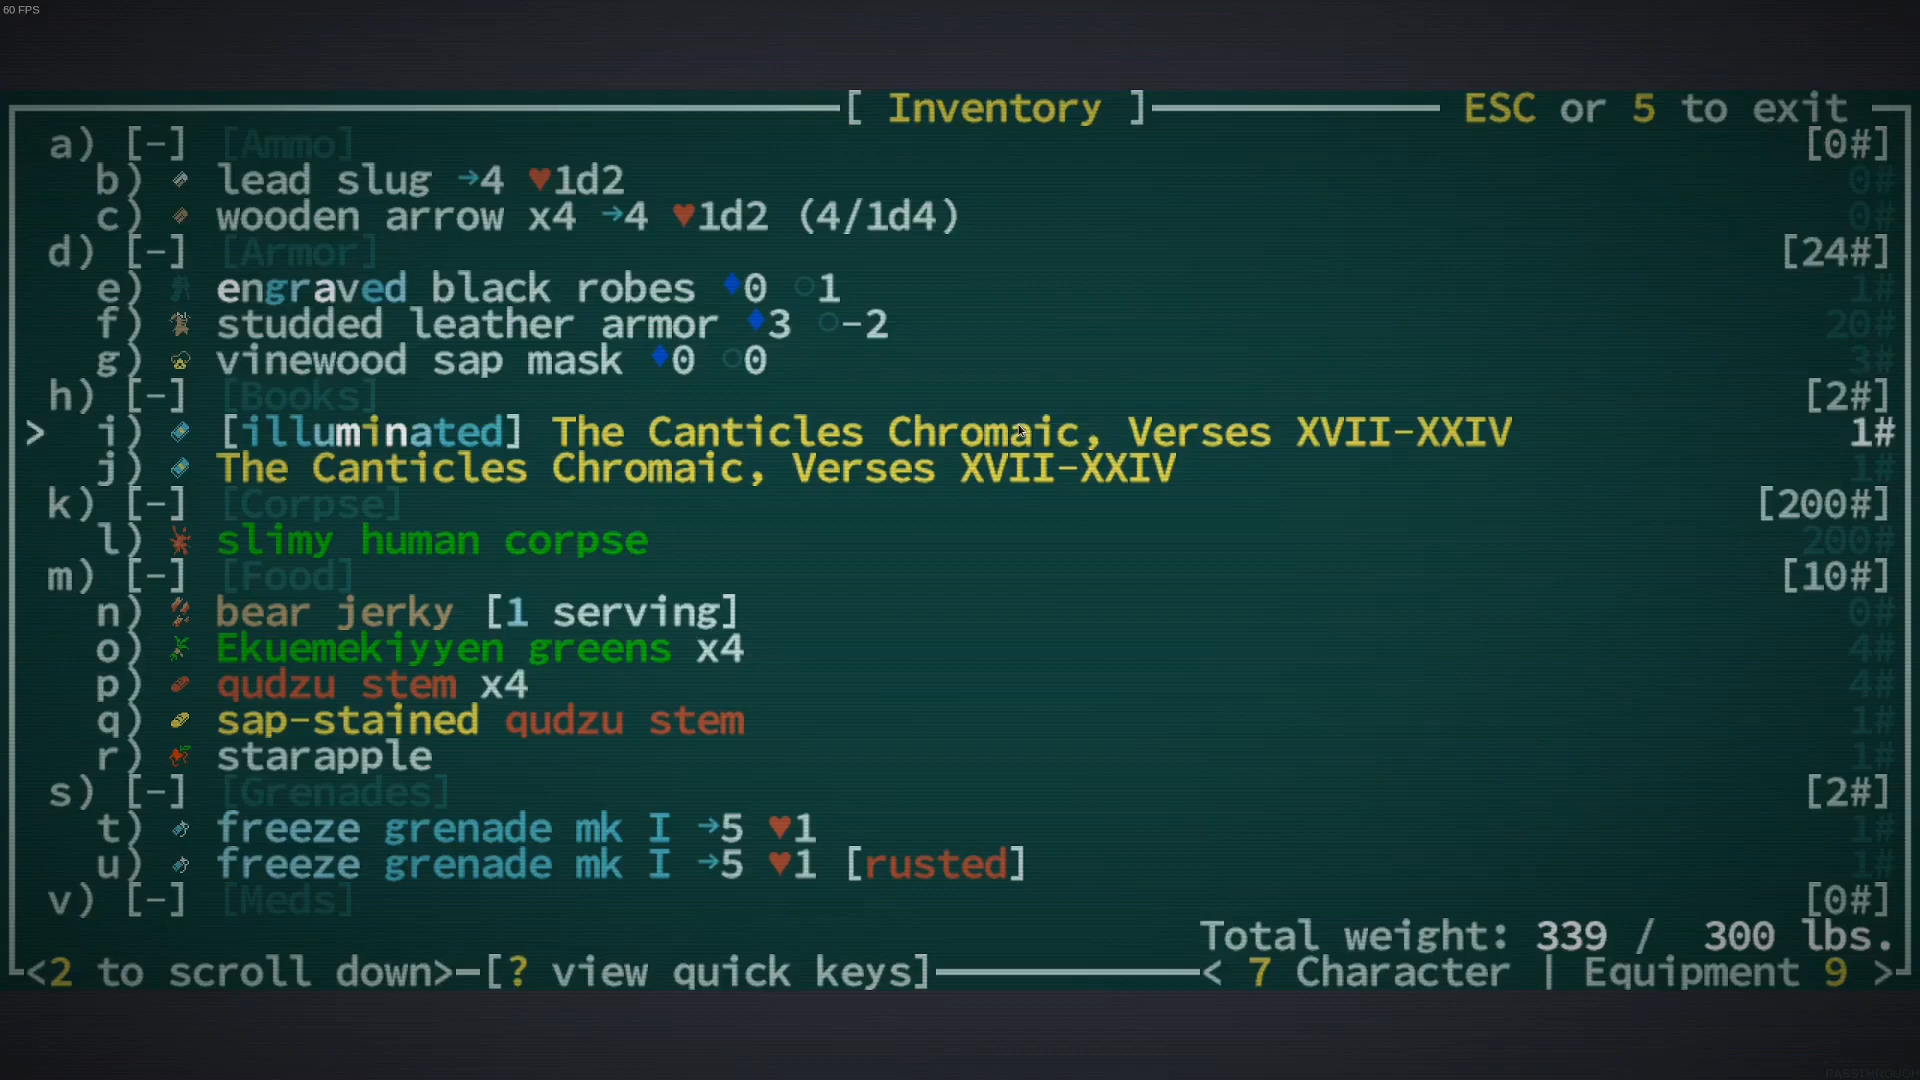 60 FPS
[ Inventory ] ESC or 5 to exit
a) [-] [Ammo] [0#]
b) lead slug →4 ♥1d2 0#
c) wooden arrow x4 →4 ♥1d2 (4/1d4) 0#
d) [-] [Armor] [24#]
e) engraved black robes ♦0 ○1 1#
f) studded leather armor ♦3 ○-2 20#
g) vinewood sap mask ♦0 ○0 3#
h) [-] [Books] [2#]
> i) [illuminated] The Canticles Chromaic, Verses XVII-XXIV 1#
j) The Canticles Chromaic, Verses XVII-XXIV 1#
k) [-] [Corpse] [200#]
l) slimy human corpse 200#
m) [-] [Food] [10#]
n) bear jerky [1 serving] 0#
o) Ekuemekiyyen greens x4 4#
p) qudzu stem x4 4#
q) sap-stained qudzu stem 1#
r) starapple 1#
s) [-] [Grenades] [2#]
t) freeze grenade mk I →5 ♥1 1#
u) freeze grenade mk I →5 ♥1 [rusted] 1#
v) [-] [Meds] [0#]
Total weight: 339 / 300 lbs.
<2 to scroll down> [? view quick keys] < 7 Character | Equipment 9 >
PASSTHROUGH